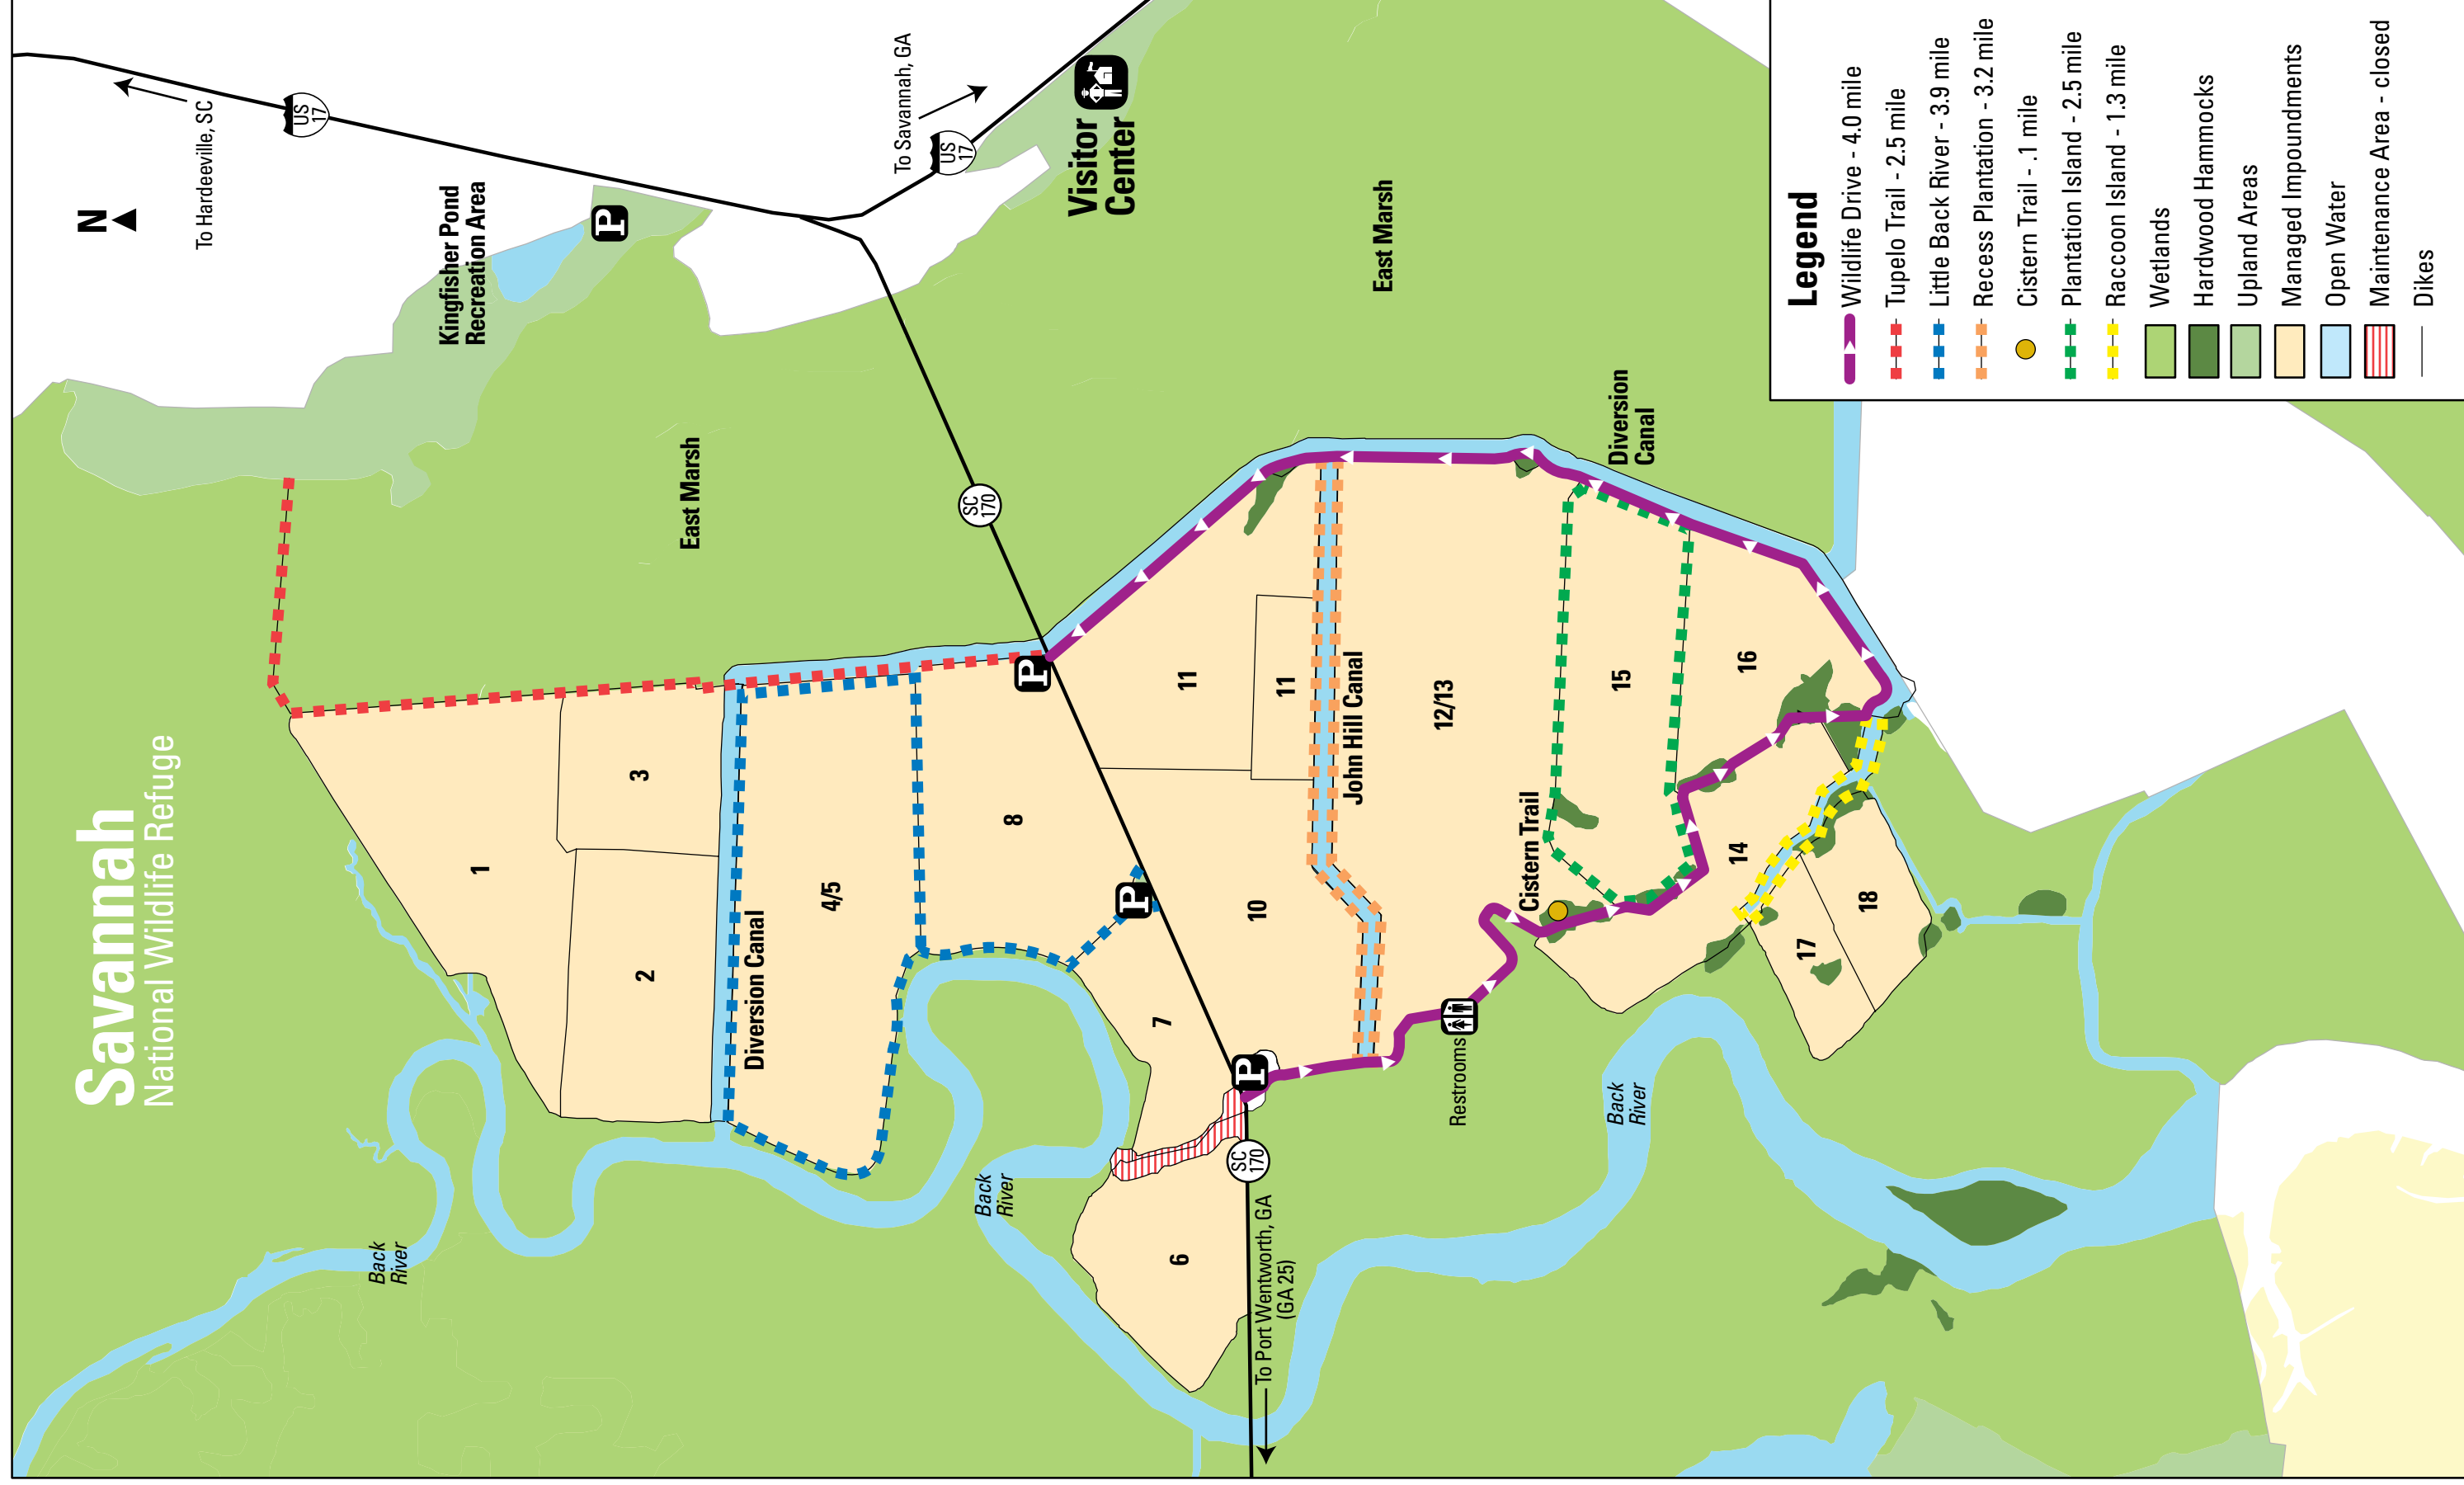 Savannah
National Wildlife Refuge
N
To Hardeeville, SC
US
17
Kingfisher Pond
Recreation Area
P
To Savannah, GA
US
17
Visitor
Center
East Marsh
East Marsh
SC
170
P
1
3
2
Diversion Canal
4/5
8
P
7
10
11
11
John Hill Canal
12/13
Diversion
Canal
15
16
Cistern Trail
14
18
17
Restrooms
P
SC
170
6
To Port Wentworth, GA
(GA 25)
Back
River
Back
River
Back
River
Legend
Wildlife Drive - 4.0 mile
Tupelo Trail - 2.5 mile
Little Back River - 3.9 mile
Recess Plantation - 3.2 mile
Cistern Trail - .1 mile
Plantation Island - 2.5 mile
Raccoon Island - 1.3 mile
Wetlands
Hardwood Hammocks
Upland Areas
Managed Impoundments
Open Water
Maintenance Area - closed
Dikes